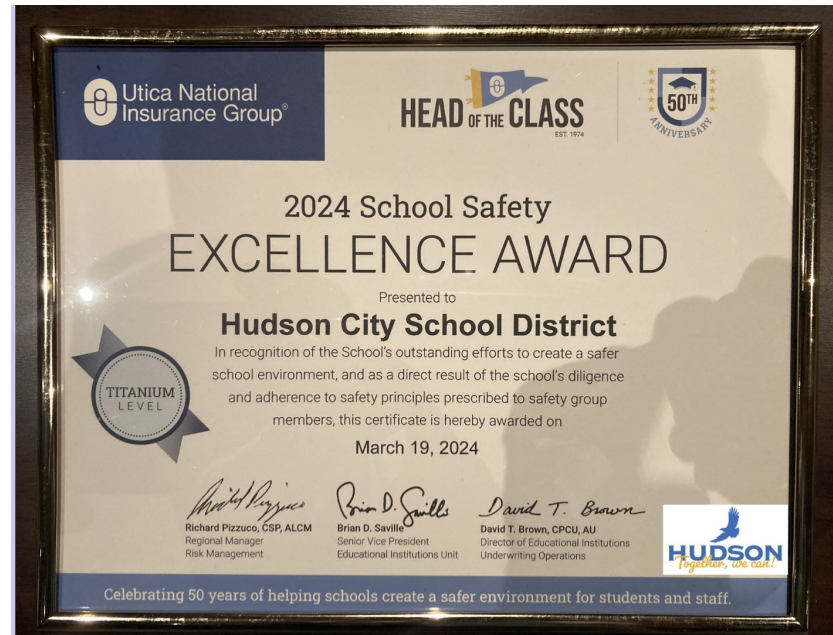 Utica National
Insurance Group®
HEAD OF THE CLASS
EST. 1974
50TH
ANNIVERSARY
2024 School Safety
EXCELLENCE AWARD
Presented to
Hudson City School District
In recognition of the School's outstanding efforts to create a safer
school environment, and as a direct result of the school's diligence
and adherence to safety principles prescribed to safety group
members, this certificate is hereby awarded on
March 19, 2024
TITANIUM
LEVEL
Brian D. Saville
David T. Brown
Richard Pizzuco, CSP, ALCM
Regional Manager
Risk Management
Brian D. Saville
Senior Vice President
Educational Institutions Unit
David T. Brown, CPCU, AU
Director of Educational Institutions
Underwriting Operations
HUDSON
Together, we can!
Celebrating 50 years of helping schools create a safer environment for students and staff.